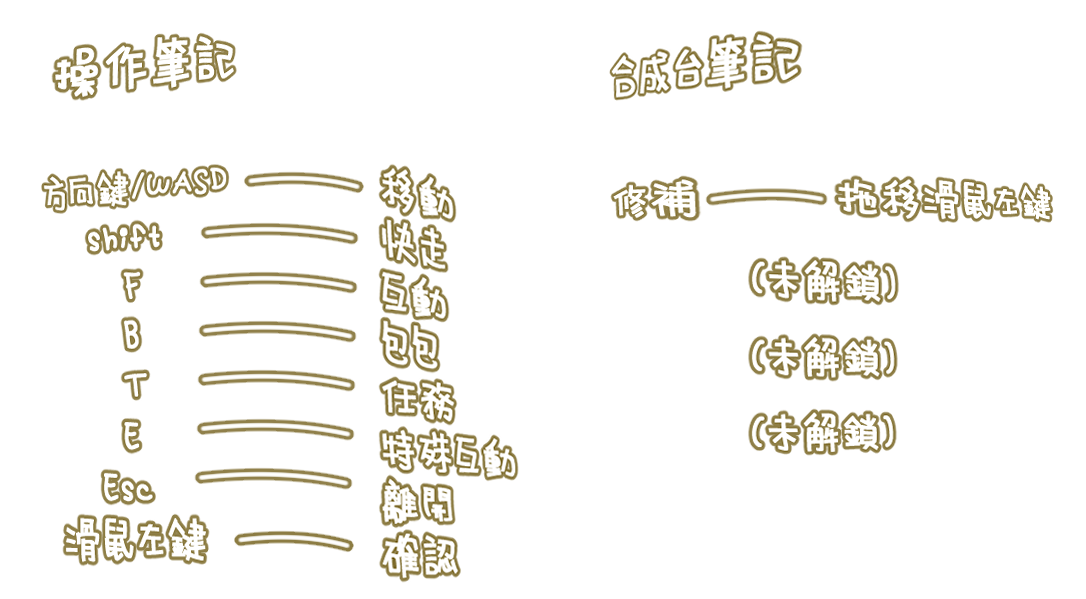 操作筆記
方向鍵/WASD 移動
shift 快走
F 互動
B 包包
T 任務
E 特殊互動
Esc 離開
滑鼠左鍵 確認
合成台筆記
修補 拖移滑鼠左鍵
(未解鎖)
(未解鎖)
(未解鎖)